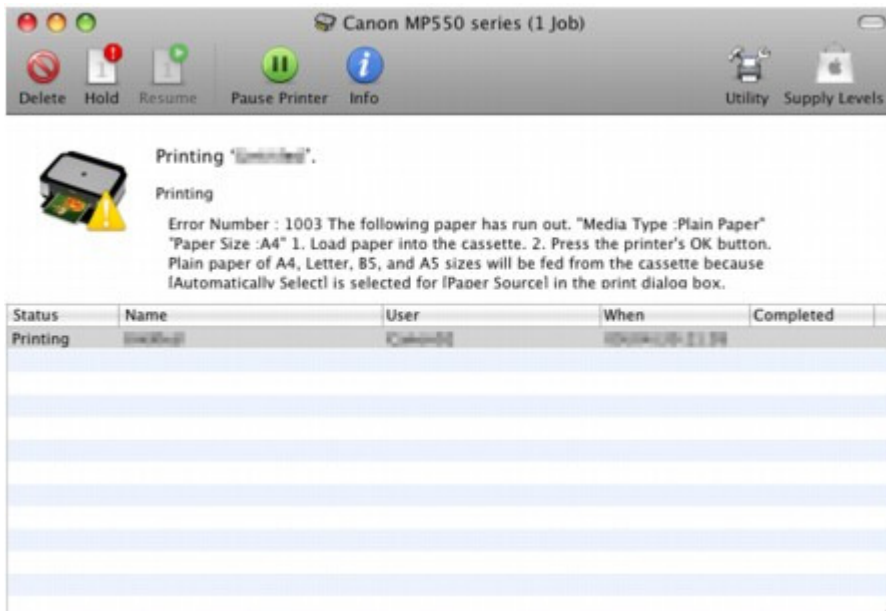 Canon MP550 series (1 Job)
Delete Hold Resume Pause Printer Info Utility Supply Levels
Printing ''.
Printing
Error Number : 1003 The following paper has run out. "Media Type :Plain Paper"
"Paper Size :A4" 1. Load paper into the cassette. 2. Press the printer's OK button.
Plain paper of A4, Letter, B5, and A5 sizes will be fed from the cassette because
[Automatically Select] is selected for [Paper Source] in the print dialog box.
Status Name User When Completed
Printing